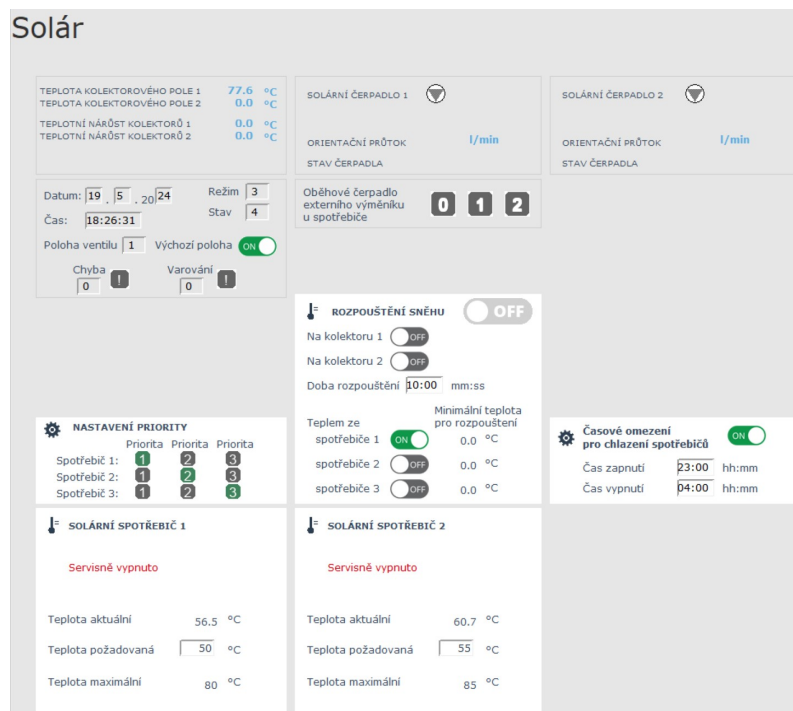 Solár
TEPLOTA KOLEKTOROVÉHO POLE 1 77.6 °C
TEPLOTA KOLEKTOROVÉHO POLE 2 0.0 °C
TEPLOTNÍ NÁRŮST KOLEKTORŮ 1 0.0 °C
TEPLOTNÍ NÁRŮST KOLEKTORŮ 2 0.0 °C
SOLÁRNÍ ČERPADLO 1
ORIENTAČNÍ PRŮTOK l/min
STAV ČERPADLA
SOLÁRNÍ ČERPADLO 2
ORIENTAČNÍ PRŮTOK l/min
STAV ČERPADLA
Datum: 19 . 5 . 20 24 Režim 3
Čas: 18:26:31 Stav 4
Poloha ventilu 1 Výchozí poloha ON
Chyba ! Varování !
0 0
Oběhové čerpadlo
externího výměníku
u spotřebiče
0 1 2
ROZPOUŠTĚNÍ SNĚHU OFF
Na kolektoru 1 OFF
Na kolektoru 2 OFF
Doba rozpouštění 10:00 mm:ss
Teplem ze
Minimální teplota
pro rozpouštění
spotřebiče 1 ON 0.0 °C
spotřebiče 2 OFF 0.0 °C
spotřebiče 3 OFF 0.0 °C
NASTAVENÍ PRIORITY
Priorita Priorita Priorita
Spotřebič 1: 1 2 3
Spotřebič 2: 1 2 3
Spotřebič 3: 1 2 3
Časové omezení
pro chlazení spotřebičů ON
Čas zapnutí 23:00 hh:mm
Čas vypnutí 04:00 hh:mm
SOLÁRNÍ SPOTŘEBIČ 1
Servisně vypnuto
Teplota aktuální 56.5 °C
Teplota požadovaná 50 °C
Teplota maximální 80 °C
SOLÁRNÍ SPOTŘEBIČ 2
Servisně vypnuto
Teplota aktuální 60.7 °C
Teplota požadovaná 55 °C
Teplota maximální 85 °C